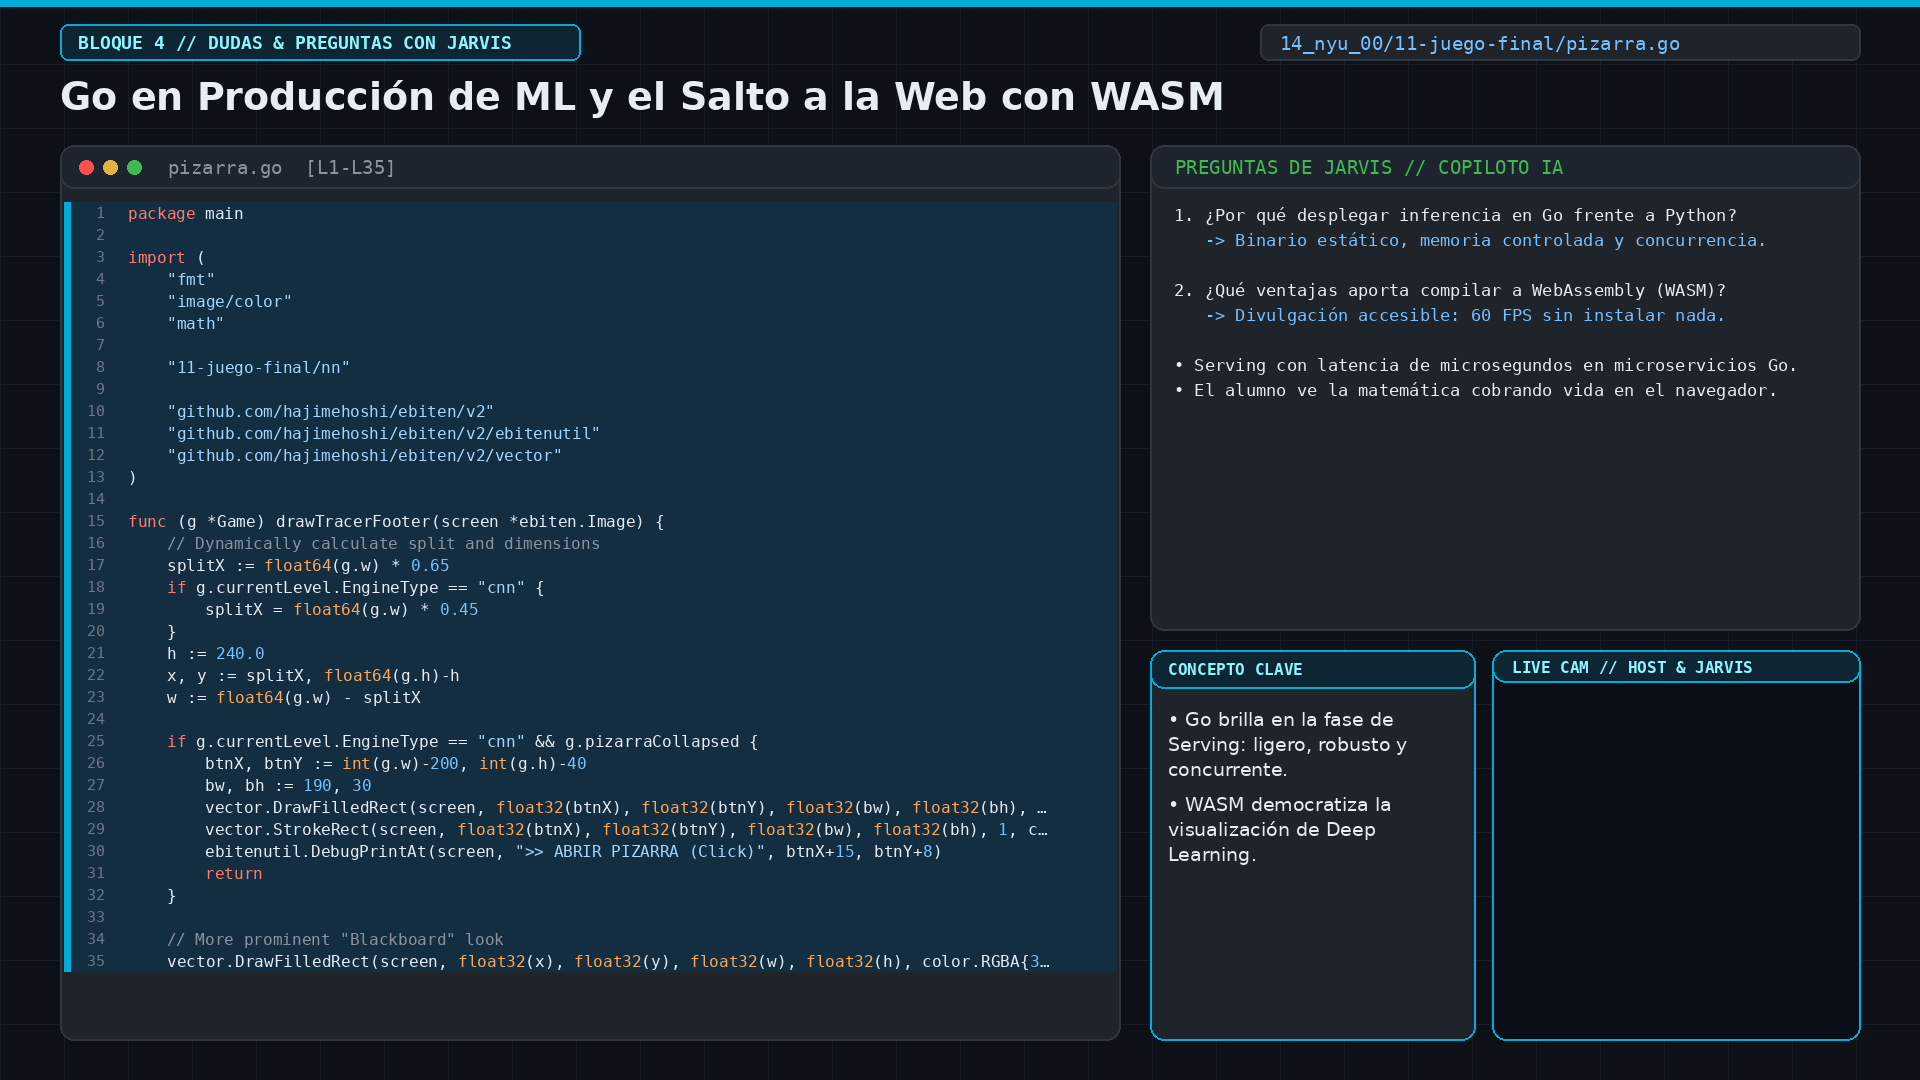 BLOQUE 4 // DUDAS & PREGUNTAS CON JARVIS
14_nyu_00/11-juego-final/pizarra.go
Go en Producción de ML y el Salto a la Web con WASM
pizarra.go  [L1-L35]
1 package main
2
3 import (
4     "fmt"
5     "image/color"
6     "math"
7
8     "11-juego-final/nn"
9
10     "github.com/hajimehoshi/ebiten/v2"
11     "github.com/hajimehoshi/ebiten/v2/ebitenutil"
12     "github.com/hajimehoshi/ebiten/v2/vector"
13 )
14
15 func (g *Game) drawTracerFooter(screen *ebiten.Image) {
16     // Dynamically calculate split and dimensions
17     splitX := float64(g.w) * 0.65
18     if g.currentLevel.EngineType == "cnn" {
19         splitX = float64(g.w) * 0.45
20     }
21     h := 240.0
22     x, y := splitX, float64(g.h)-h
23     w := float64(g.w) - splitX
24
25     if g.currentLevel.EngineType == "cnn" && g.pizarraCollapsed {
26         btnX, btnY := int(g.w)-200, int(g.h)-40
27         bw, bh := 190, 30
28         vector.DrawFilledRect(screen, float32(btnX), float32(btnY), float32(bw), float32(bh), …
29         vector.StrokeRect(screen, float32(btnX), float32(btnY), float32(bw), float32(bh), 1, c…
30         ebitenutil.DebugPrintAt(screen, ">> ABRIR PIZARRA (Click)", btnX+15, btnY+8)
31         return
32     }
33
34     // More prominent "Blackboard" look
35     vector.DrawFilledRect(screen, float32(x), float32(y), float32(w), float32(h), color.RGBA{3…
PREGUNTAS DE JARVIS // COPILOTO IA
1. ¿Por qué desplegar inferencia en Go frente a Python?
-> Binario estático, memoria controlada y concurrencia.
2. ¿Qué ventajas aporta compilar a WebAssembly (WASM)?
-> Divulgación accesible: 60 FPS sin instalar nada.
• Serving con latencia de microsegundos en microservicios Go.
• El alumno ve la matemática cobrando vida en el navegador.
CONCEPTO CLAVE
• Go brilla en la fase de
Serving: ligero, robusto y
concurrente.
• WASM democratiza la
visualización de Deep
Learning.
LIVE CAM // HOST & JARVIS